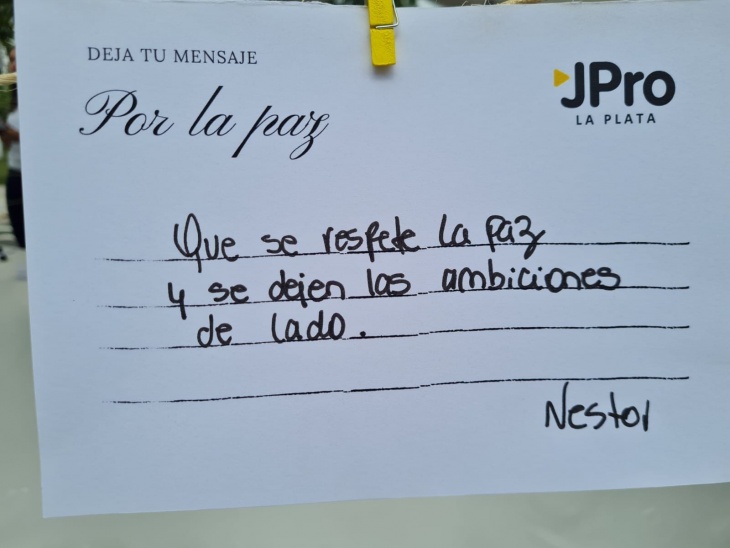 DEJA TU MENSAJE
Por la paz
JPro
LA PLATA
Que se respete la paz
y se dejen las ambiciones
de lado.
Nestor